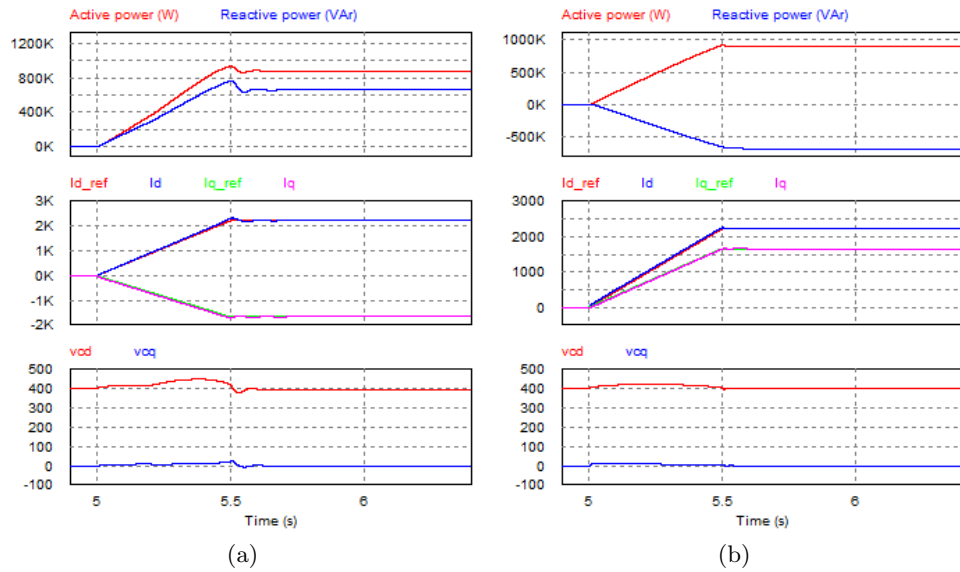 Active power (W) Reactive power (VAr)
1200K
800K
400K
0K
Id_ref Id Iq_ref Iq
3K
2K
1K
0K
-1K
-2K
vcd vcq
500
400
300
200
100
0
-100
5 5.5 6
Time (s)
(a)
Active power (W) Reactive power (VAr)
1000K
500K
0K
-500K
Id_ref Id Iq_ref Iq
3000
2000
1000
0
vcd vcq
500
400
300
200
100
0
-100
5 5.5 6
Time (s)
(b)